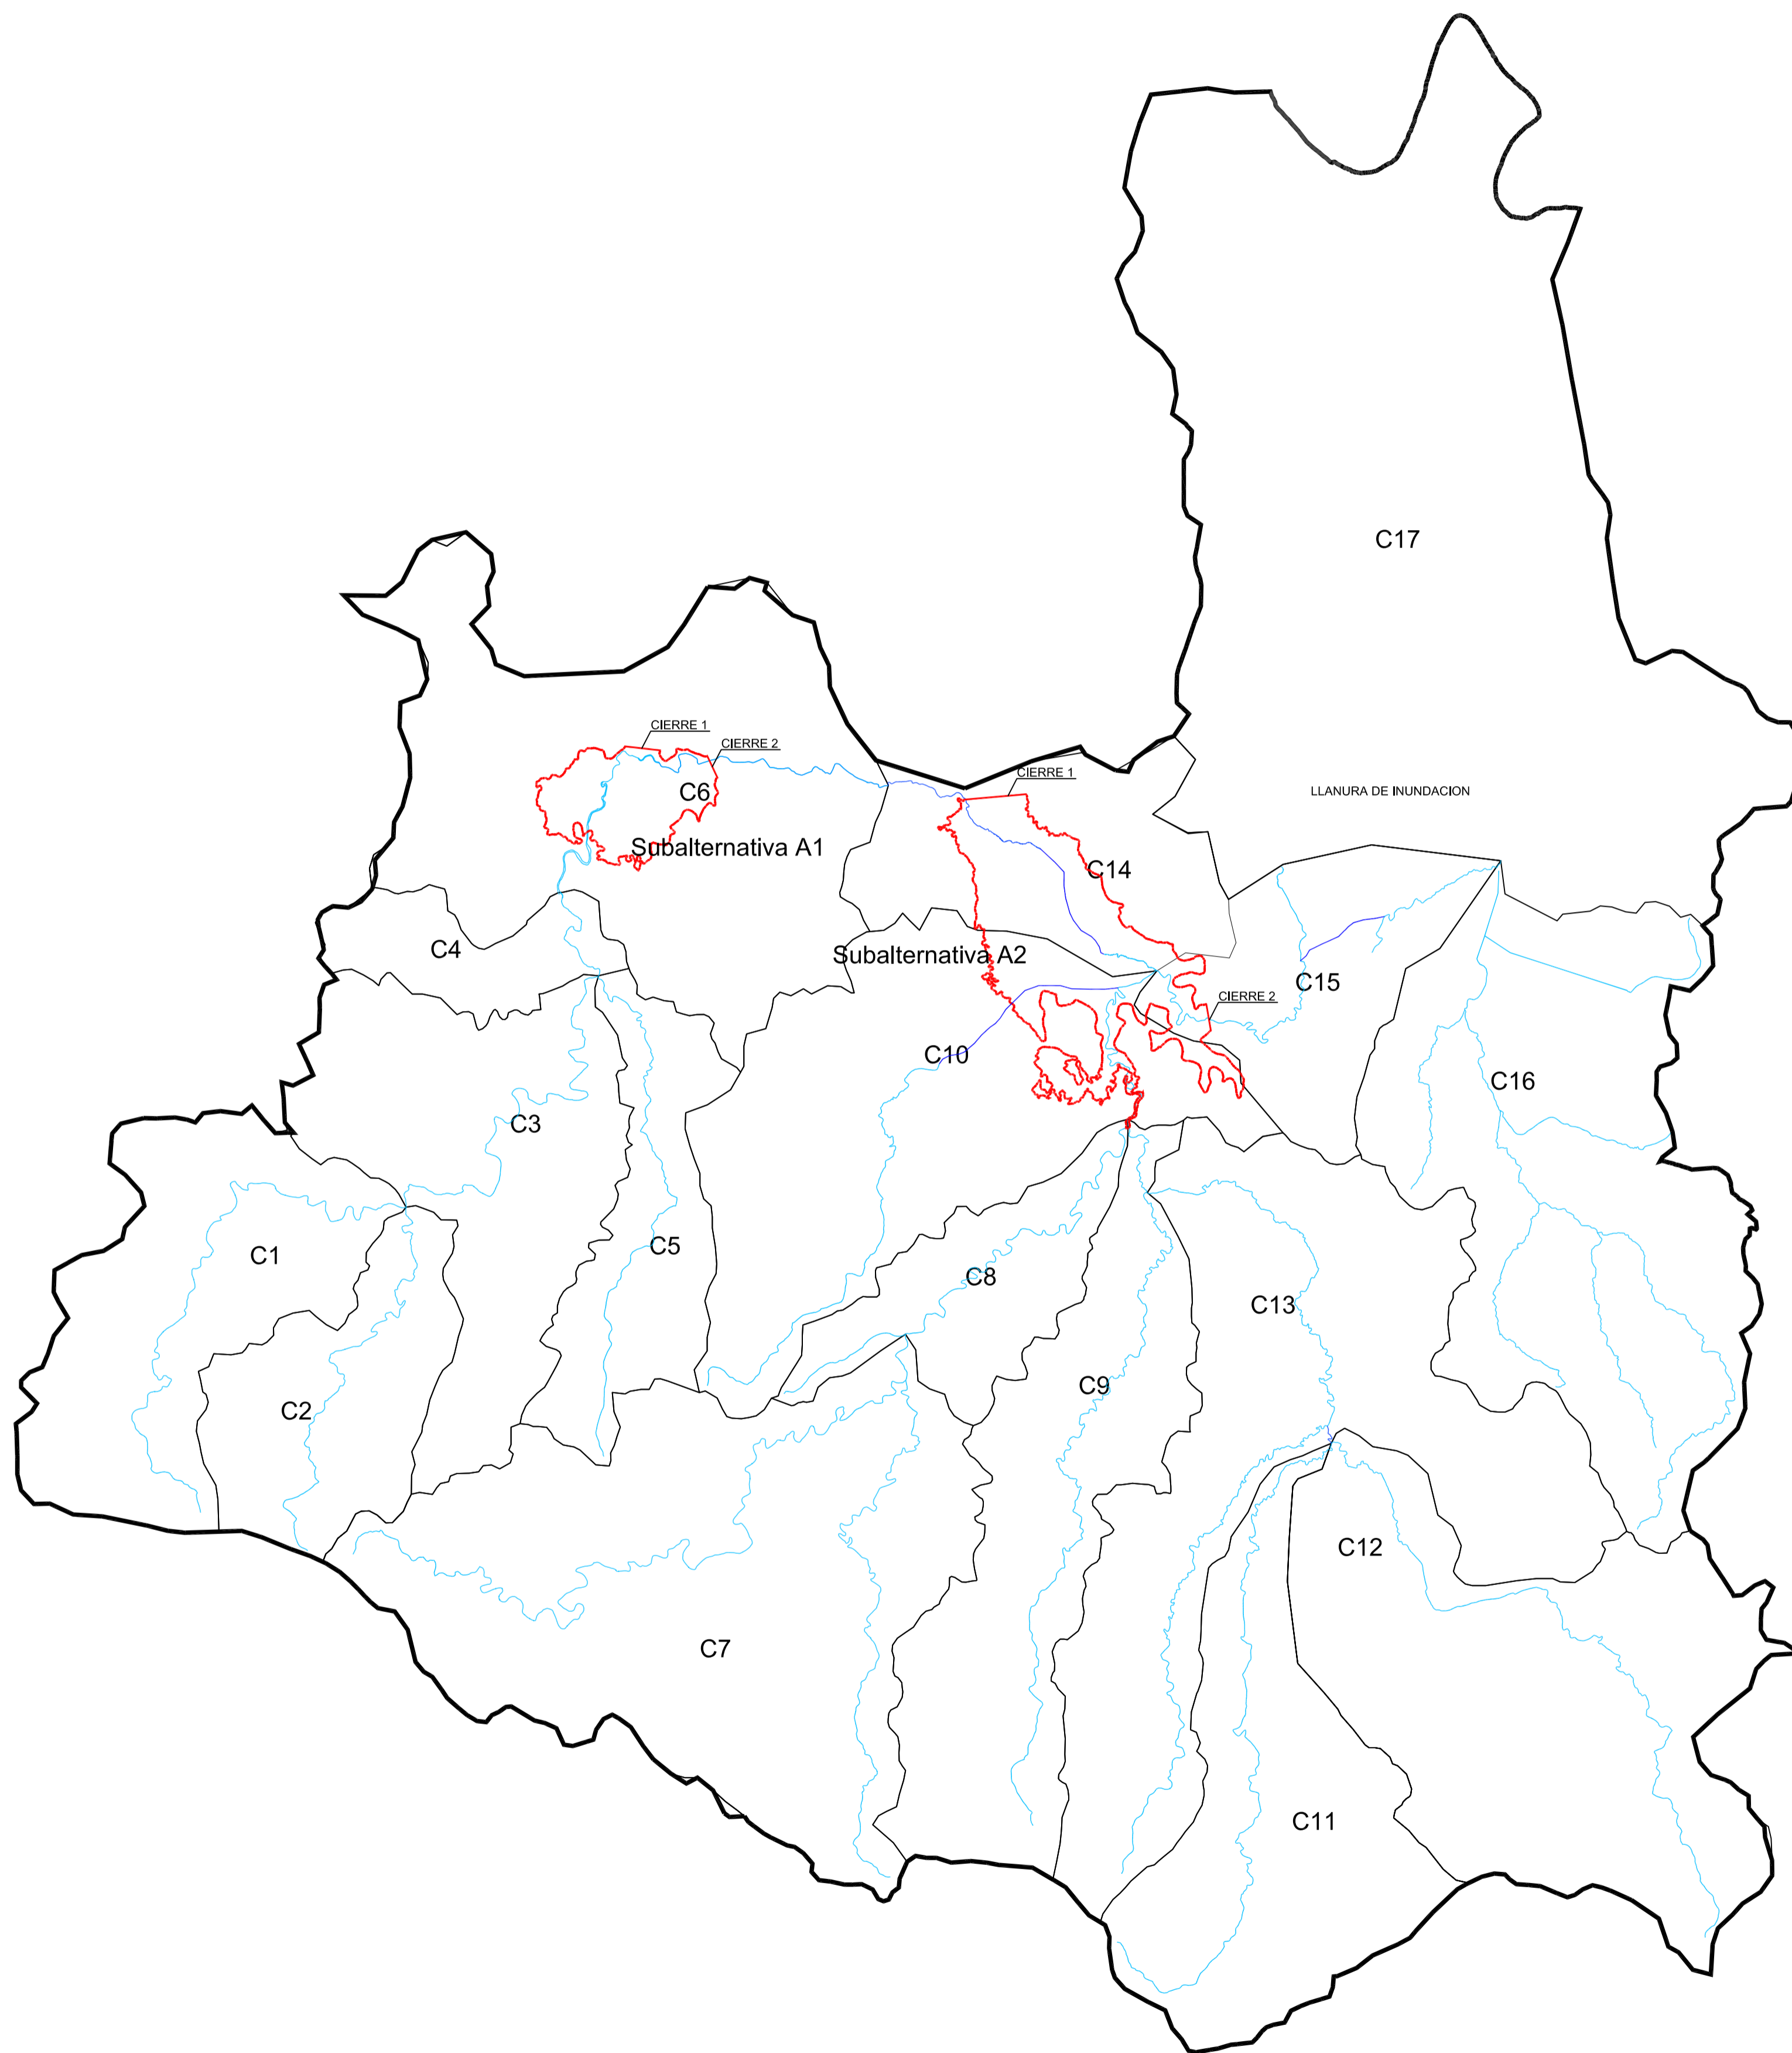 C17
CIERRE 1
CIERRE 2
CIERRE 1
C6
LLANURA DE INUNDACION
Subalternativa A1
C14
C4
Subalternativa A2
C15
CIERRE 2
C10
C16
C3
C5
C1
C8
C13
C9
C2
C12
C7
C11